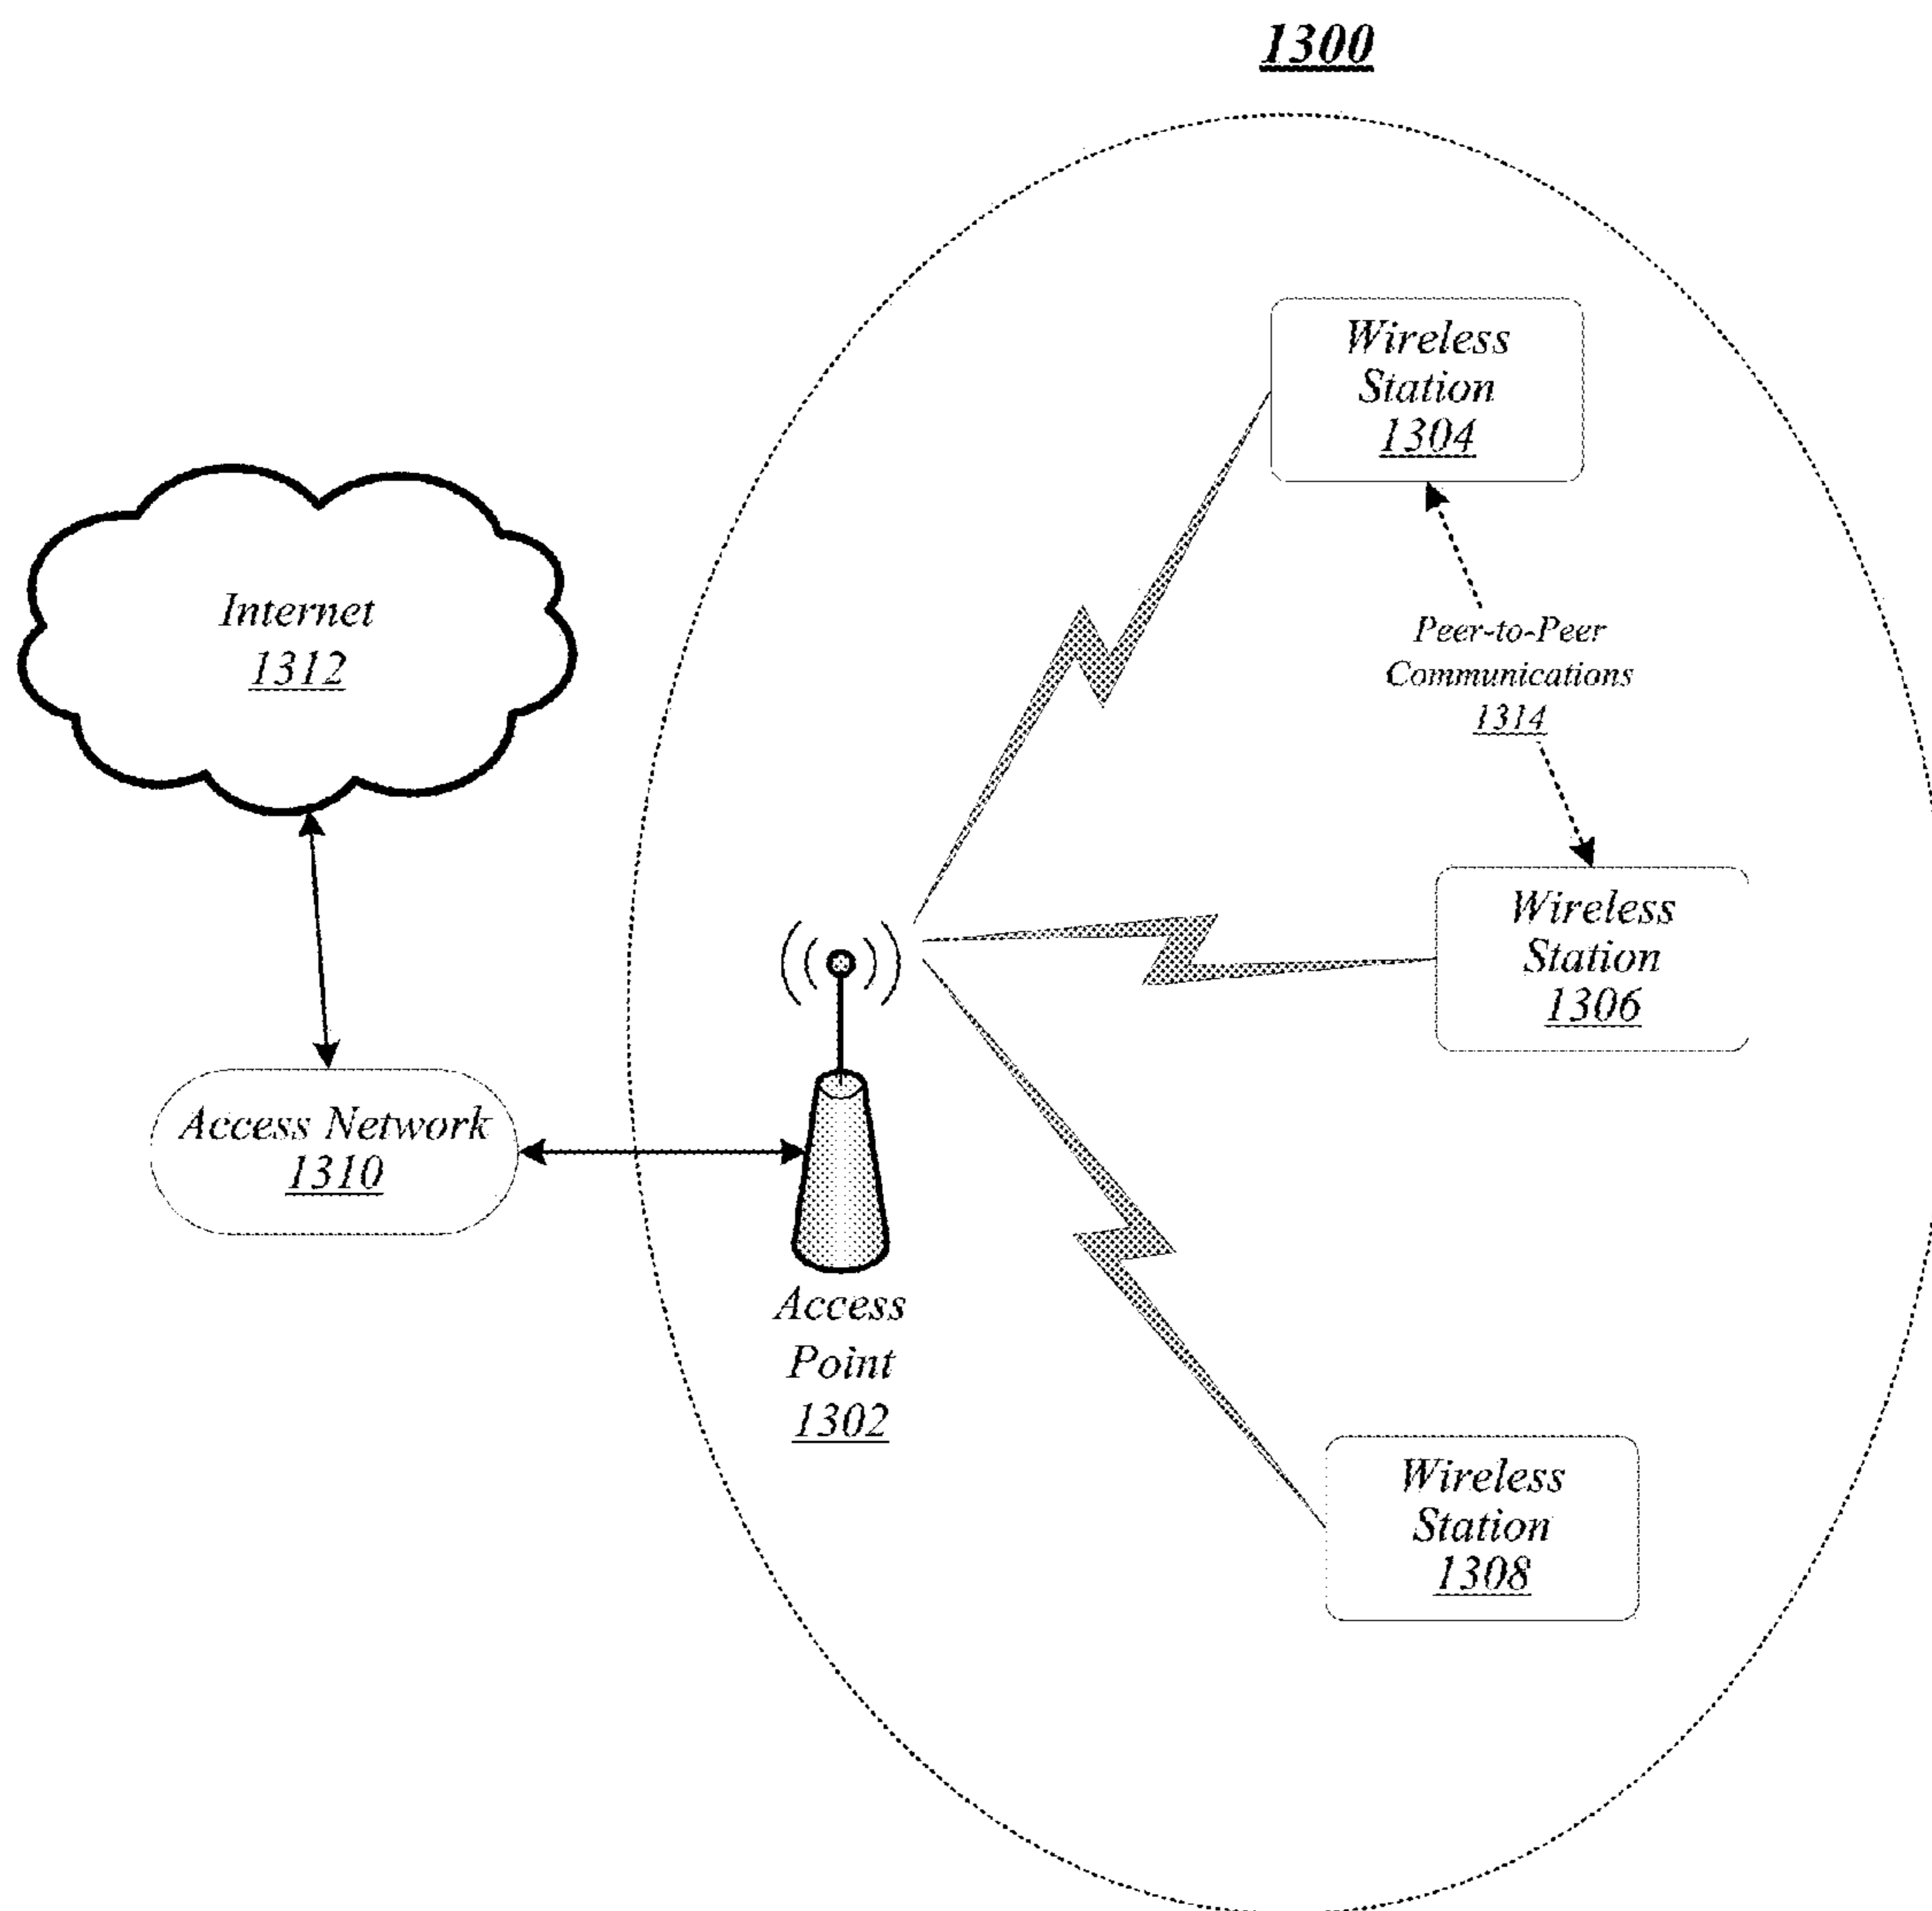 1300
Wireless
Station
1304
Internet
1312
Peer-to-Peer
Communications
1314
Wireless
Station
1306
Access Network
1310
Access
Point
1302
Wireless
Station
1308